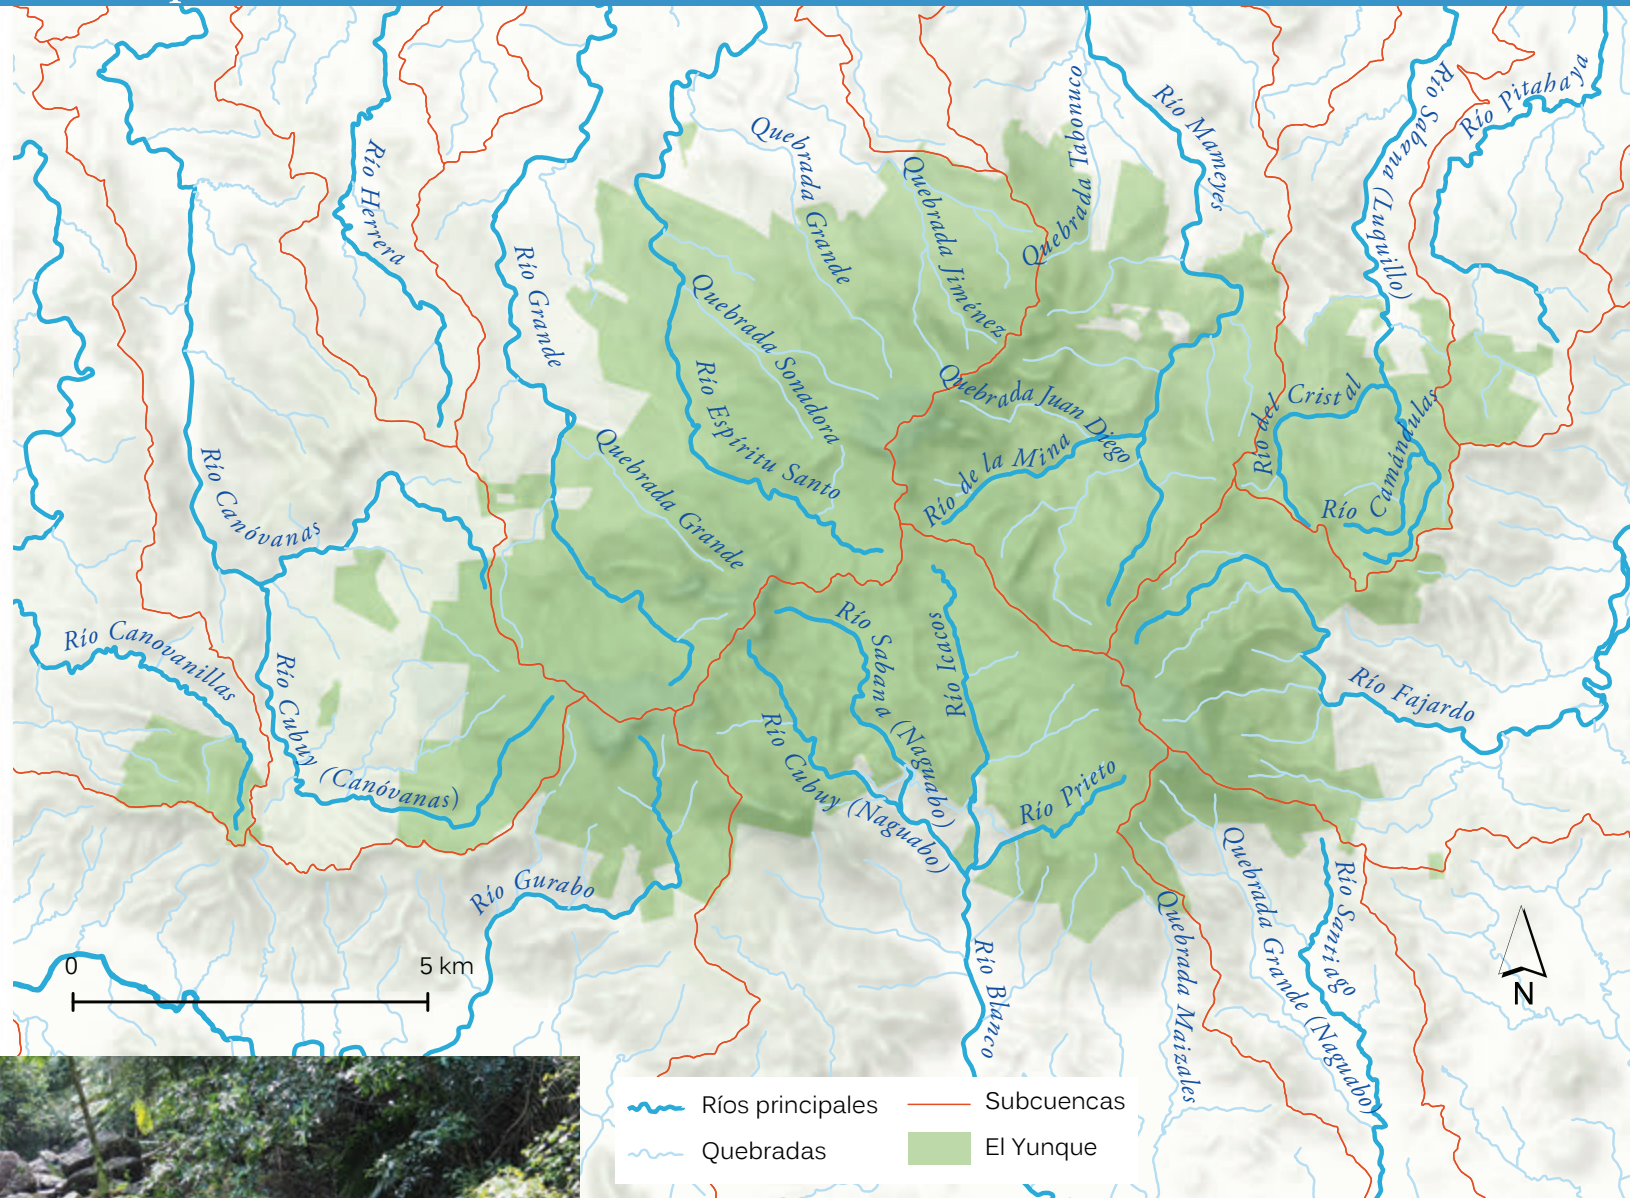 Río Pitahaya
Río Sabana (Luquillo)
Quebrada Tabonuco
Río Mameyes
Quebrada Grande
Río Herrera
Quebrada Jiménez
Río Grande
Quebrada Sonadora
Río Espíritu Santo
Quebrada Juan Diego
Río del Cristal
Río Camándulas
Río de la Mina
Quebrada Grande
Río Canóvanas
Río Canovanillas
Río Cubuy (Canóvanas)
Río Sabana (Naguabo)
Río Icacos
Río Fajardo
Río Cubuy (Naguabo)
Río Prieto
Río Gurabo
Quebrada Grande (Naguabo)
Río Santiago
Quebrada Maizales
Río Blanco
0
5 km
N
Ríos principales
Subcuencas
Quebradas
El Yunque